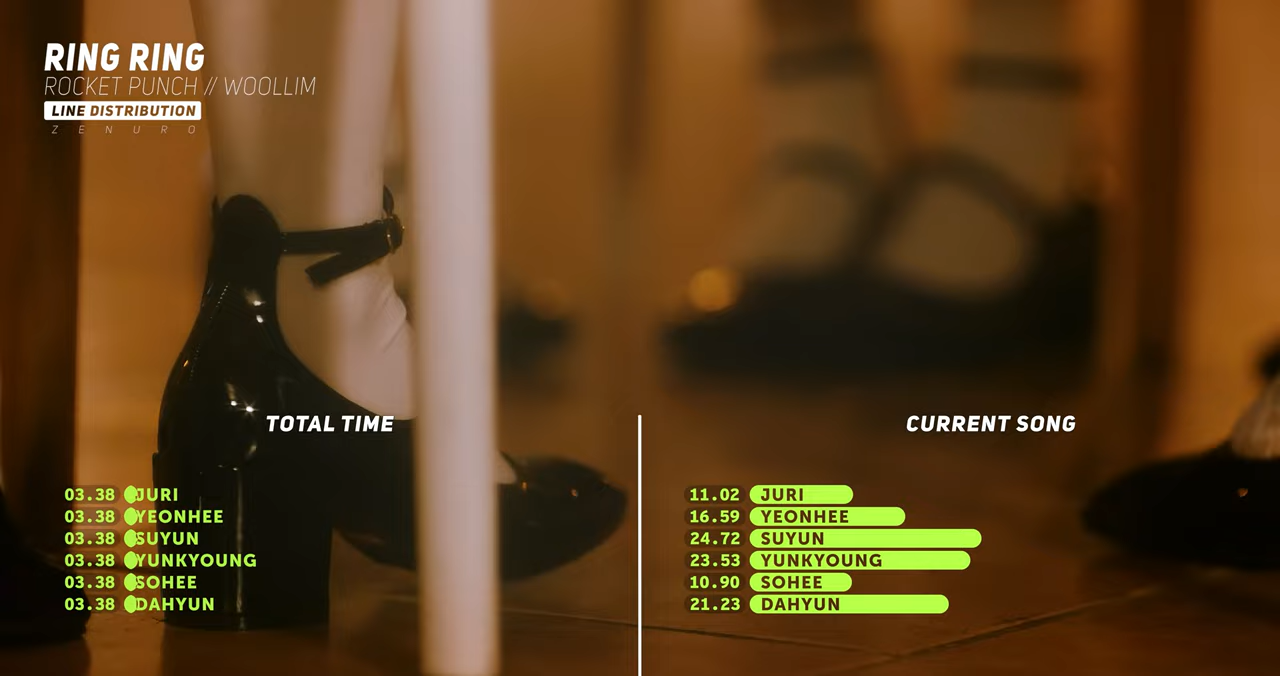 RING RING
ROCKET PUNCH // WOOLLIM
LINE DISTRIBUTION
ZENURO
TOTAL TIME
03.38 JURI
03.38 YEONHEE
03.38 SUYUN
03.38 YUNKYOUNG
03.38 SOHEE
03.38 DAHYUN
CURRENT SONG
11.02 JURI
16.59 YEONHEE
24.72 SUYUN
23.53 YUNKYOUNG
10.90 SOHEE
21.23 DAHYUN